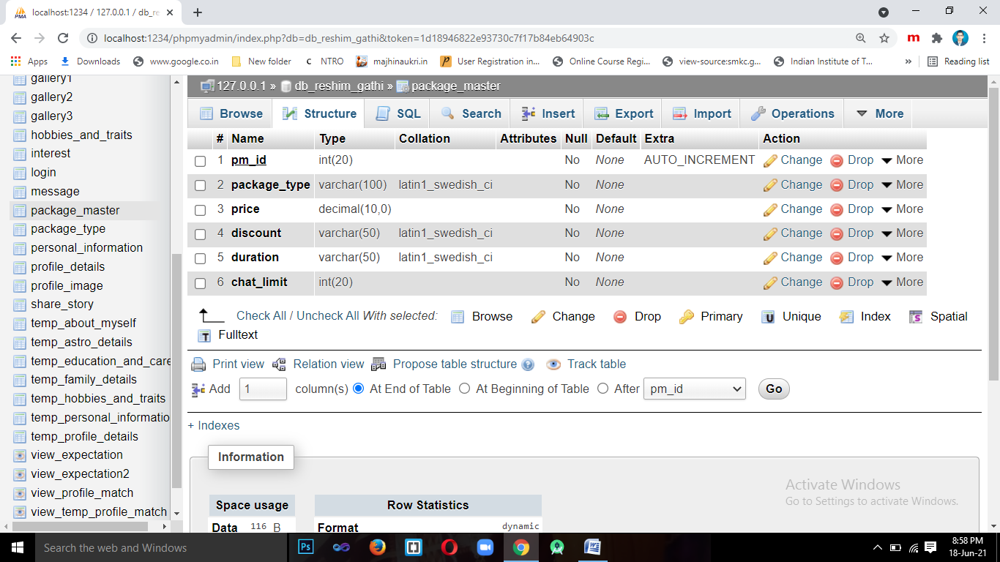 localhost:1234 / 127.0.0.1 / db_re
localhost:1234/phpmyadmin/index.php?db=db_reshim_gathi&token=1d18946822e93730c7f17b84eb64903c
Apps Downloads www.google.co.in New folder NTRO majhinaukri.in User Registration in... Online Course Regi... view-source:smkc.g... Indian Institute of T... » Reading list
gallery1
gallery2
gallery3
hobbies_and_traits
interest
login
message
package_master
package_type
personal_information
profile_details
profile_image
share_story
temp_about_myself
temp_astro_details
temp_education_and_care
temp_family_details
temp_hobbies_and_traits
temp_personal_informatio
temp_profile_details
view_expectation
view_expectation2
view_profile_match
view_temp_profile_match
127.0.0.1 » db_reshim_gathi » package_master
Browse Structure SQL Search Insert Export Import Operations More
# Name Type Collation Attributes Null Default Extra Action
1 pm_id int(20) No None AUTO_INCREMENT Change Drop More
2 package_type varchar(100) latin1_swedish_ci No None Change Drop More
3 price decimal(10,0) No None Change Drop More
4 discount varchar(50) latin1_swedish_ci No None Change Drop More
5 duration varchar(50) latin1_swedish_ci No None Change Drop More
6 chat_limit int(20) No None Change Drop More
Check All / Uncheck All With selected: Browse Change Drop Primary Unique Index Spatial
Fulltext
Print view Relation view Propose table structure Track table
Add 1 column(s) At End of Table At Beginning of Table After pm_id Go
+ Indexes
Information
Space usage Row Statistics
Data 116 B Format dynamic
Activate Windows
Go to Settings to activate Windows.
Search the web and Windows
8:58 PM
18-Jun-21